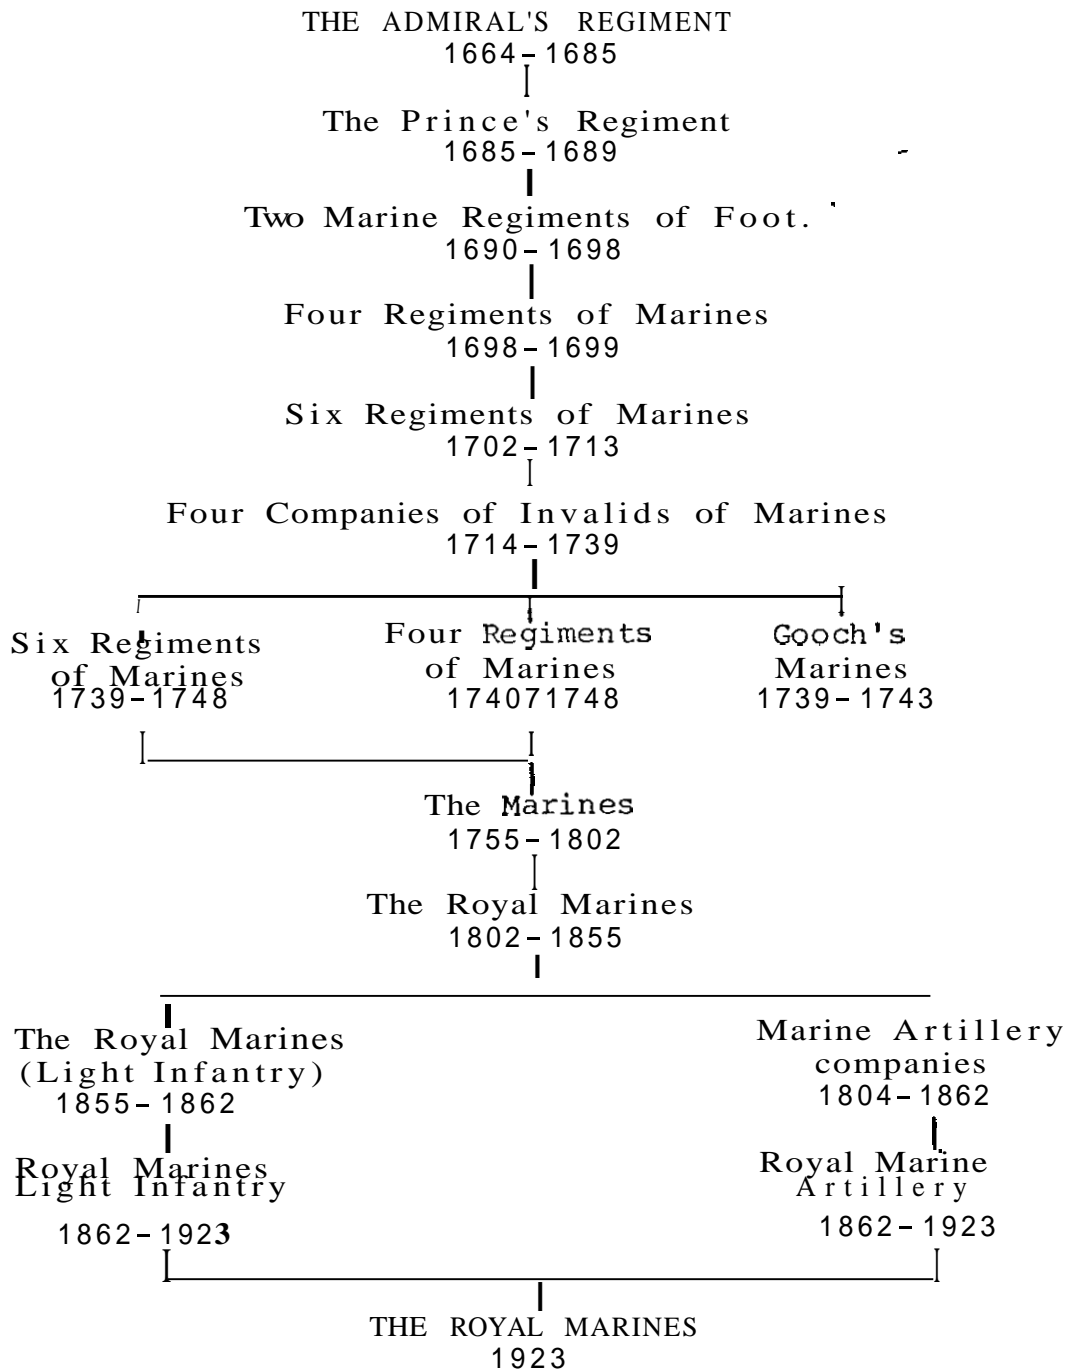 THE ADMIRAL'S REGIMENT
1664-1685
The Prince's Regiment
1685-1689
Two Marine Regiments of Foot.
1690-1698
Four Regiments of Marines
1698-1699
Six Regiments of Marines
1702-1713
Four Companies of Invalids of Marines
1714-1739
Six Regiments
of Marines
1739-1748
Four Regiments
of Marines
174071748
Gooch's
Marines
1739-1743
The Marines
1755-1802
The Royal Marines
1802-1855
The Royal Marines
(Light Infantry)
1855-1862
Marine Artillery
companies
1804-1862
Royal Marines
Light Infantry
1862-1923
Royal Marine
Artillery
1862-1923
THE ROYAL MARINES
1923